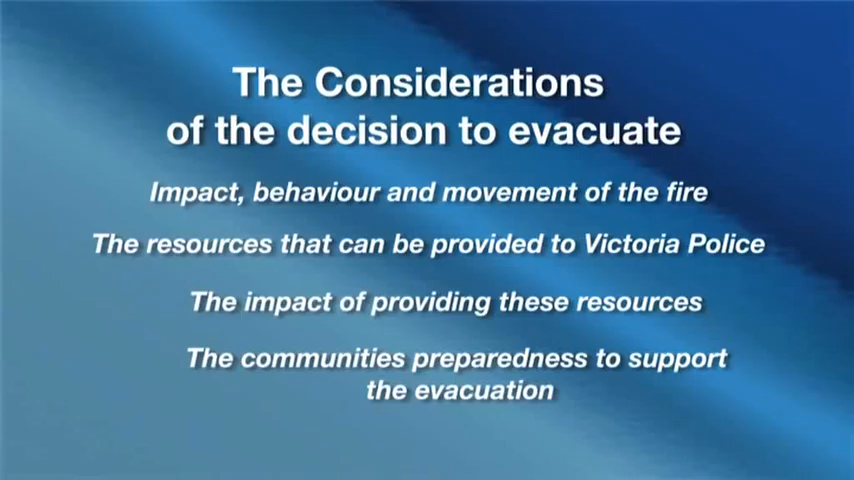 The Considerations
of the decision to evacuate
Impact, behaviour and movement of the fire
The resources that can be provided to Victoria Police
The impact of providing these resources
The communities preparedness to support
the evacuation